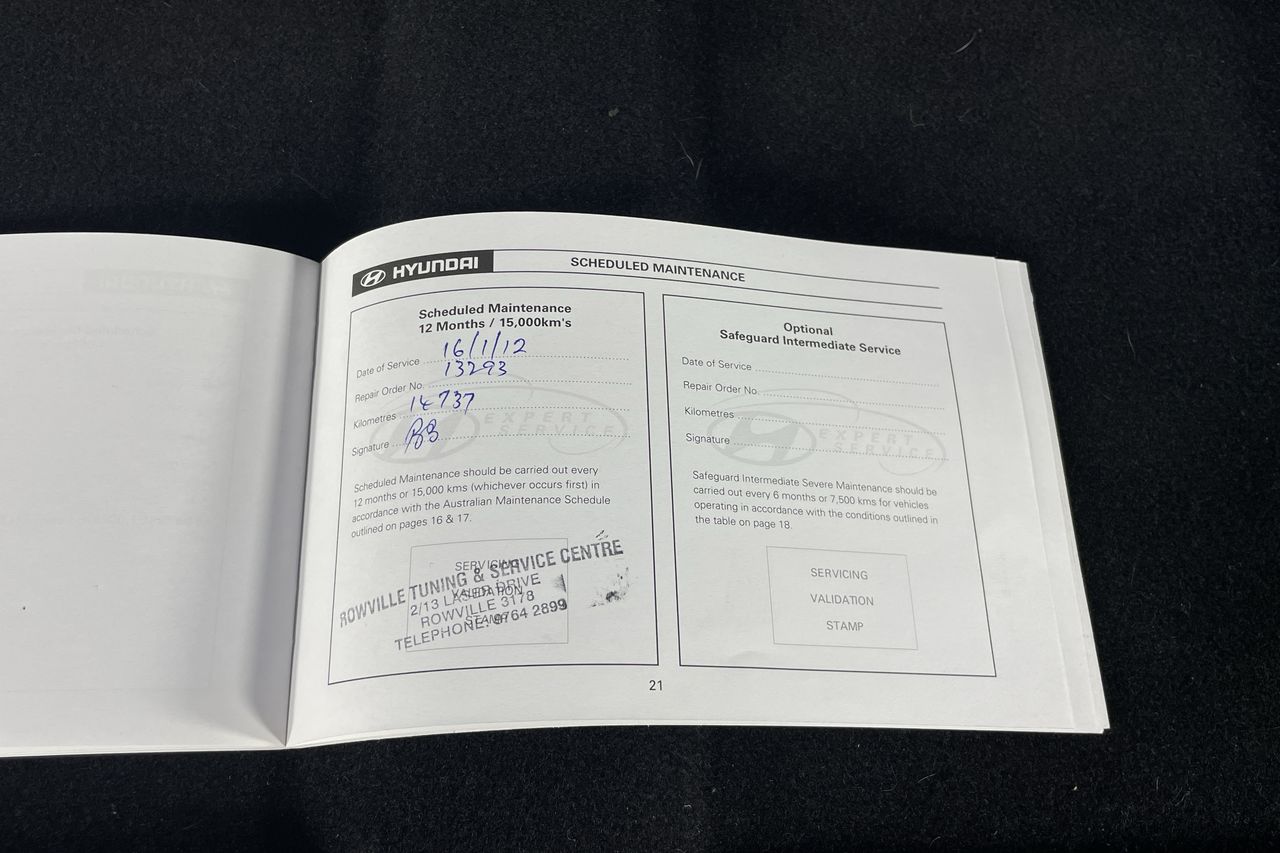 HYUNDAI
SCHEDULED MAINTENANCE
Scheduled Maintenance
12 Months / 15,000km's
Date of Service 16/1/12
Repair Order No. 13293
Kilometres 14737
Signature
EXPERT
SERVICE
Scheduled Maintenance should be carried out every
12 months or 15,000 kms (whichever occurs first) in
accordance with the Australian Maintenance Schedule
outlined on pages 16 & 17.
SERVICING
VALIDATION
STAMP
ROWVILLE TUNING & SERVICE CENTRE
2/13 LASER DRIVE
ROWVILLE 3178
TELEPHONE: 9764 2899
Optional
Safeguard Intermediate Service
Date of Service
Repair Order No.
Kilometres
Signature
EXPERT
SERVICE
Safeguard Intermediate Severe Maintenance should be
carried out every 6 months or 7,500 kms for vehicles
operating in accordance with the conditions outlined in
the table on page 18.
SERVICING
VALIDATION
STAMP
21